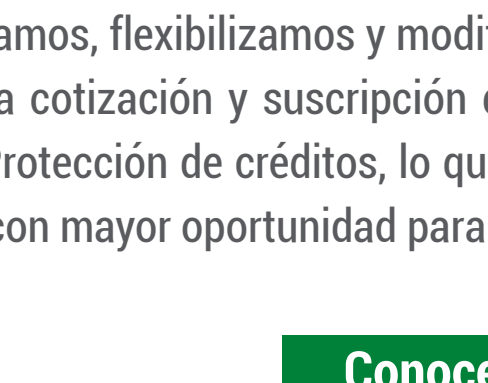 amos, flexibilizamos y modi
a cotización y suscripción
rotección de créditos, lo qu
con mayor oportunidad para
Conoce